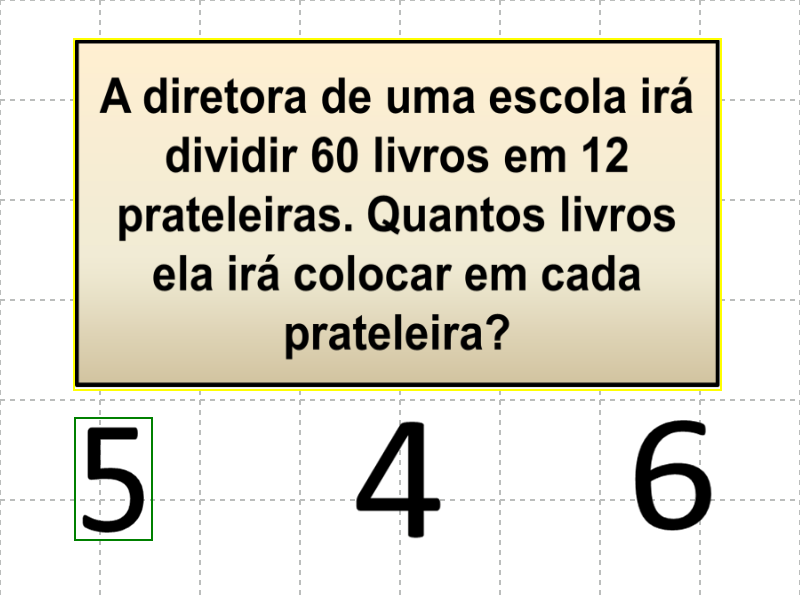 A diretora de uma escola irá
dividir 60 livros em 12
prateleiras. Quantos livros
ela irá colocar em cada
prateleira?
5 4 6